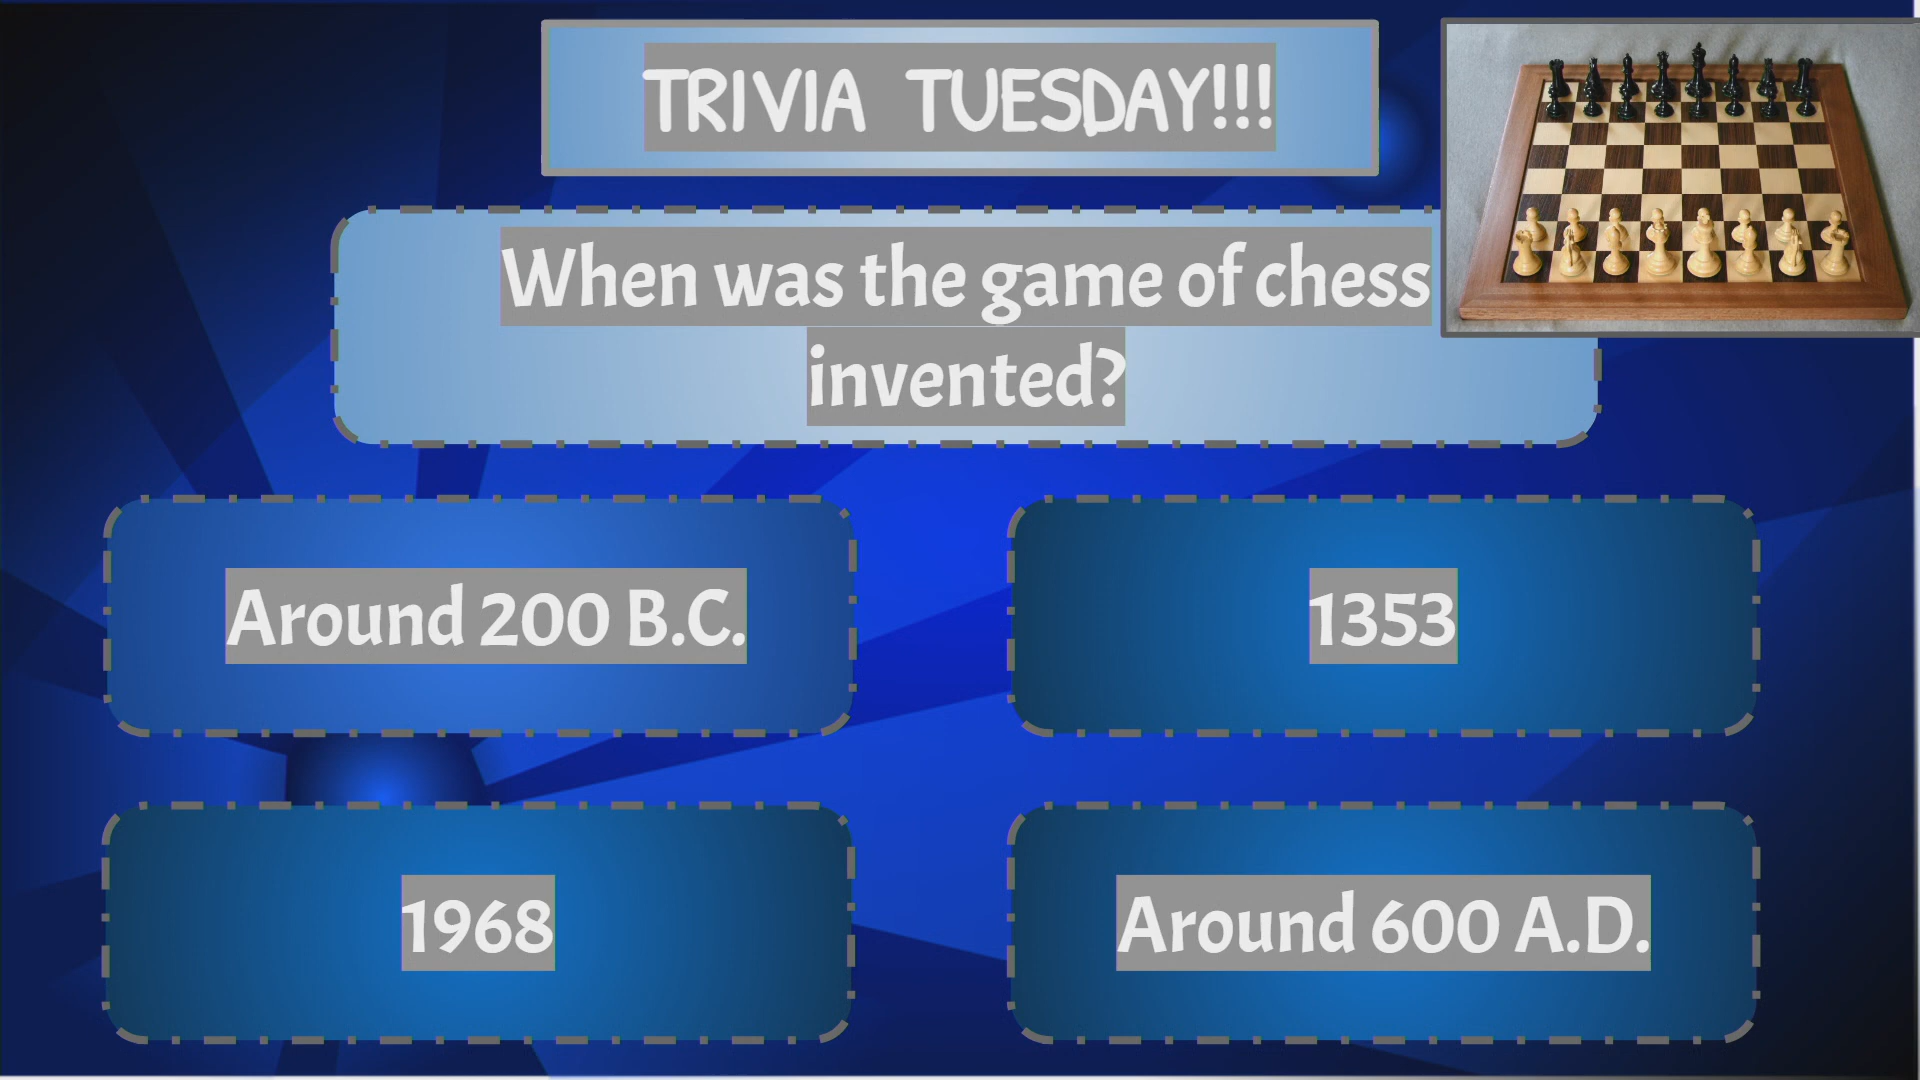 TRIVIA TUESDAY!!!
When was the game of chess
invented?
Around 200 B.C.
1353
1968
Around 600 A.D.